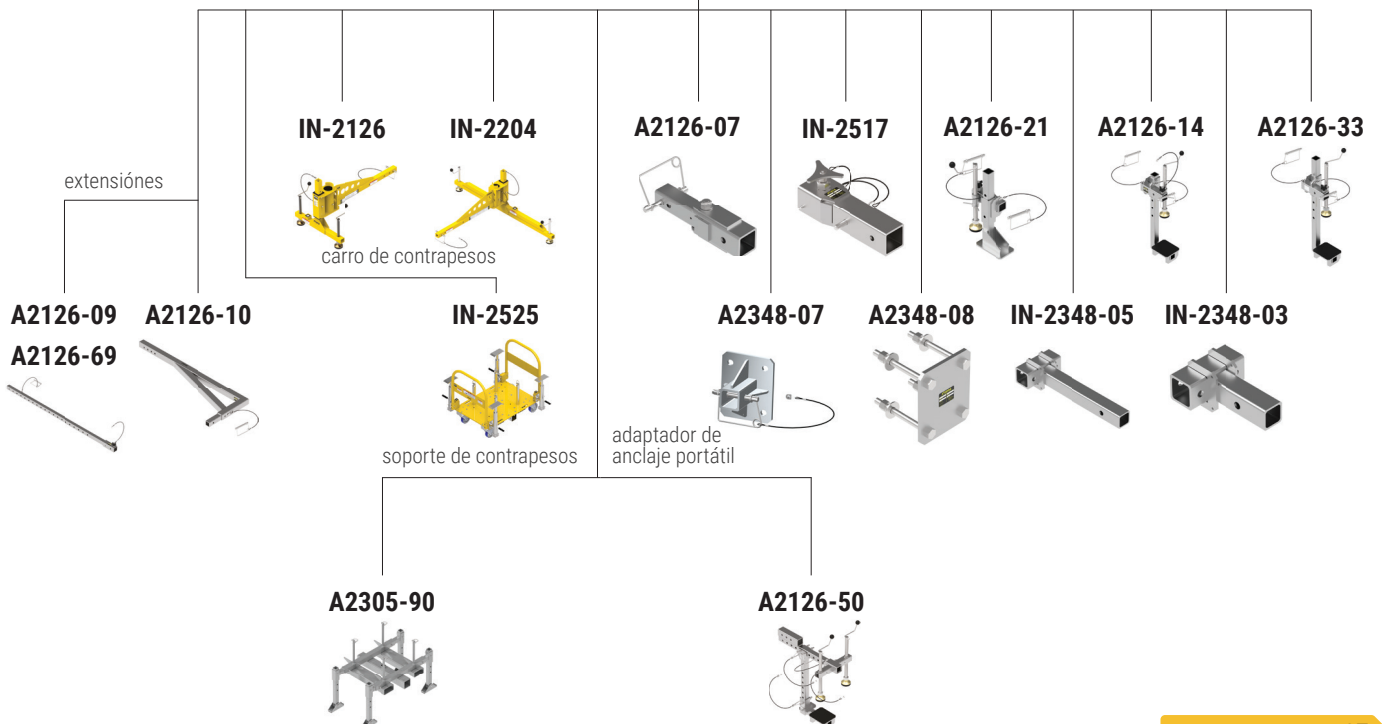 IN-2126 IN-2204 A2126-07 IN-2517 A2126-21 A2126-14 A2126-33
extensiónes
carro de contrapesos
A2126-09 A2126-10 IN-2525 A2348-07 A2348-08 IN-2348-05 IN-2348-03
A2126-69
soporte de contrapesos
adaptador de
anclaje portátil
A2305-90 A2126-50